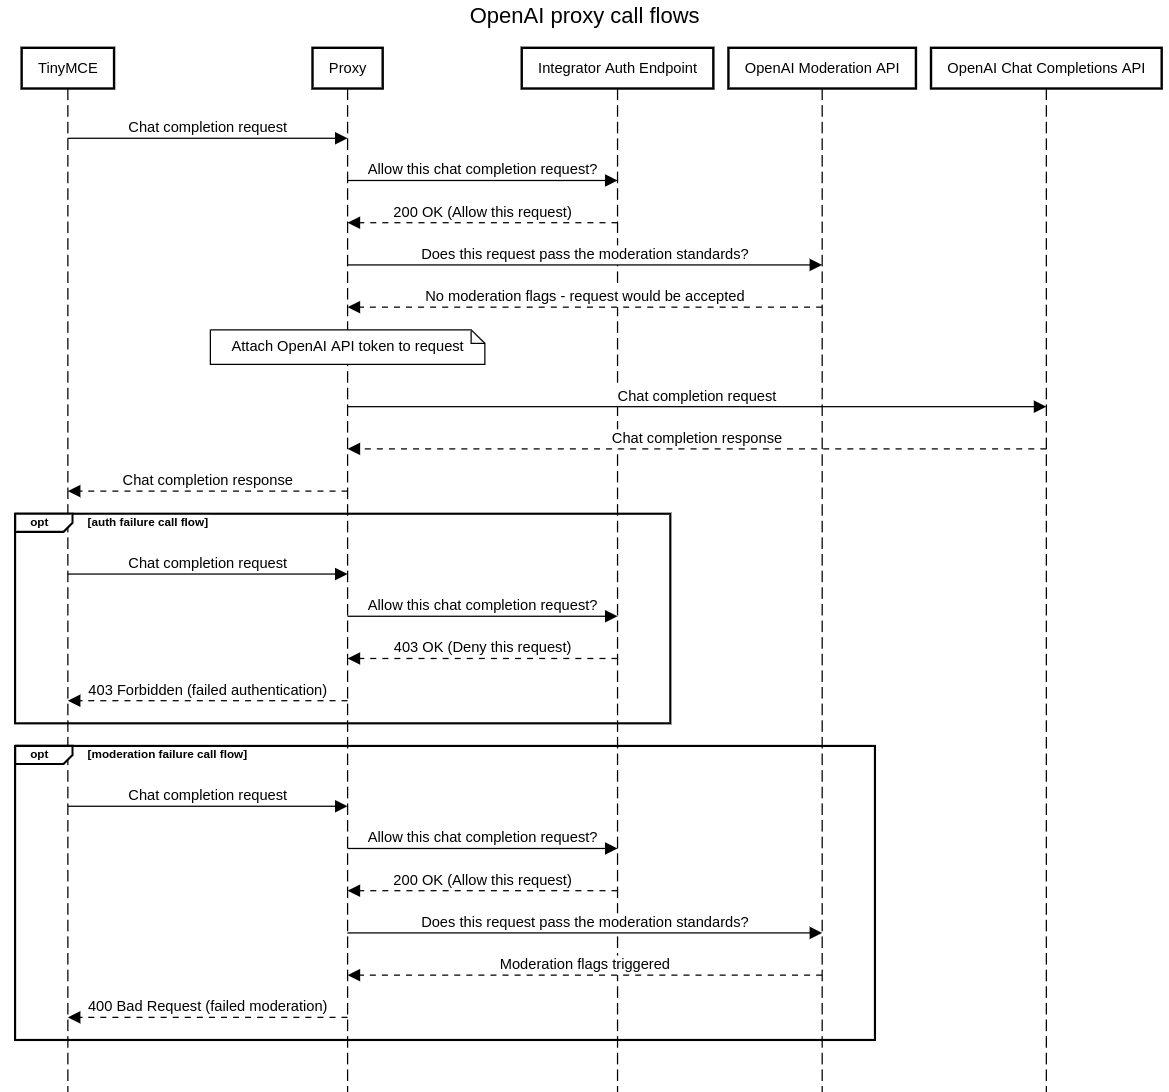 OpenAI proxy call flows
TinyMCE
Proxy
Integrator Auth Endpoint
OpenAI Moderation API
OpenAI Chat Completions API
Chat completion request
Allow this chat completion request?
200 OK (Allow this request)
Does this request pass the moderation standards?
No moderation flags - request would be accepted
Attach OpenAI API token to request
Chat completion request
Chat completion response
Chat completion response
opt
[auth failure call flow]
Chat completion request
Allow this chat completion request?
403 OK (Deny this request)
403 Forbidden (failed authentication)
opt
[moderation failure call flow]
Chat completion request
Allow this chat completion request?
200 OK (Allow this request)
Does this request pass the moderation standards?
Moderation flags triggered
400 Bad Request (failed moderation)